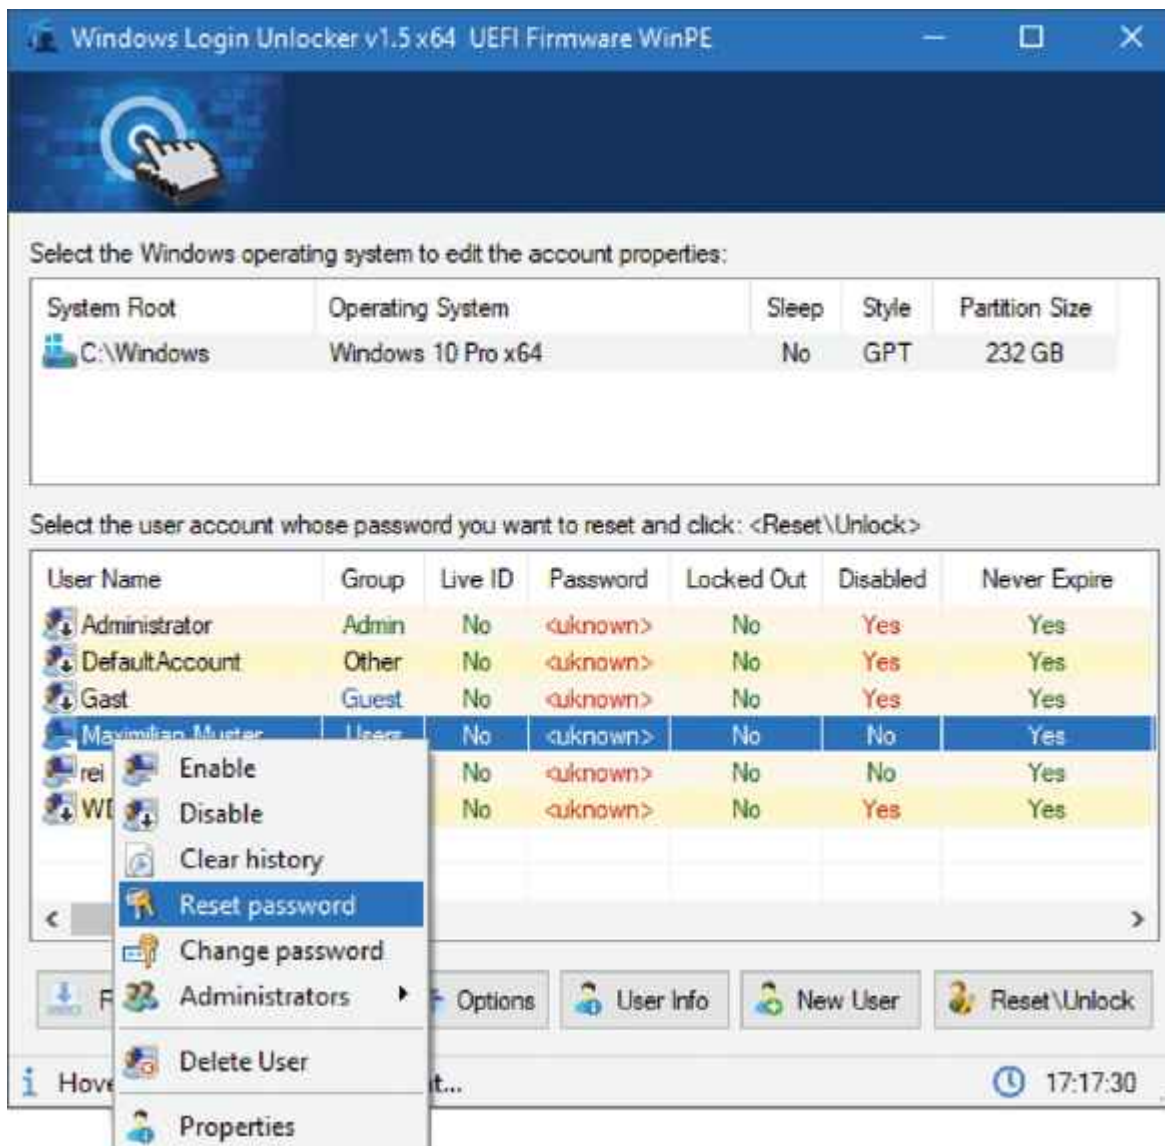 Windows Login Unlocker v1.5 x64 UEFI Firmware WinPE
Select the Windows operating system to edit the account properties:
System Root Operating System Sleep Style Partition Size
C:\Windows Windows 10 Pro x64 No GPT 232 GB
Select the user account whose password you want to reset and click: <Reset\Unlock>
User Name Group Live ID Password Locked Out Disabled Never Expire
Administrator Admin No <uknown> No Yes Yes
DefaultAccount Other No <uknown> No Yes Yes
Gast Guest No <uknown> No Yes Yes
Maximilian Muster Users No <uknown> No No Yes
rei No <uknown> No No Yes
No <uknown> No Yes Yes
Enable
Disable
Clear history
Reset password
Change password
Administrators
Delete User
Properties
Options User Info New User Reset\Unlock
17:17:30